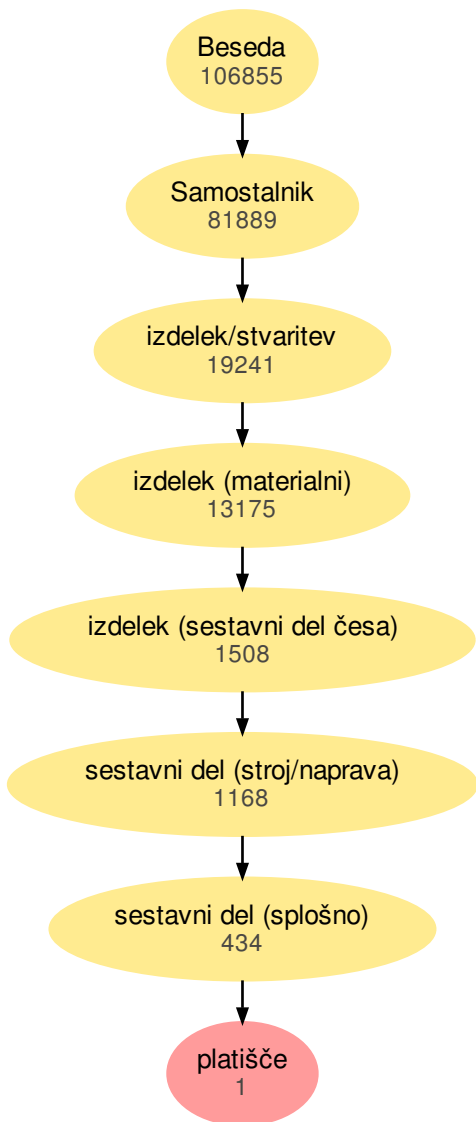 Beseda
106855
Samostalnik
81889
izdelek/stvaritev
19241
izdelek (materialni)
13175
izdelek (sestavni del česa)
1508
sestavni del (stroj/naprava)
1168
sestavni del (splošno)
434
platišče
1